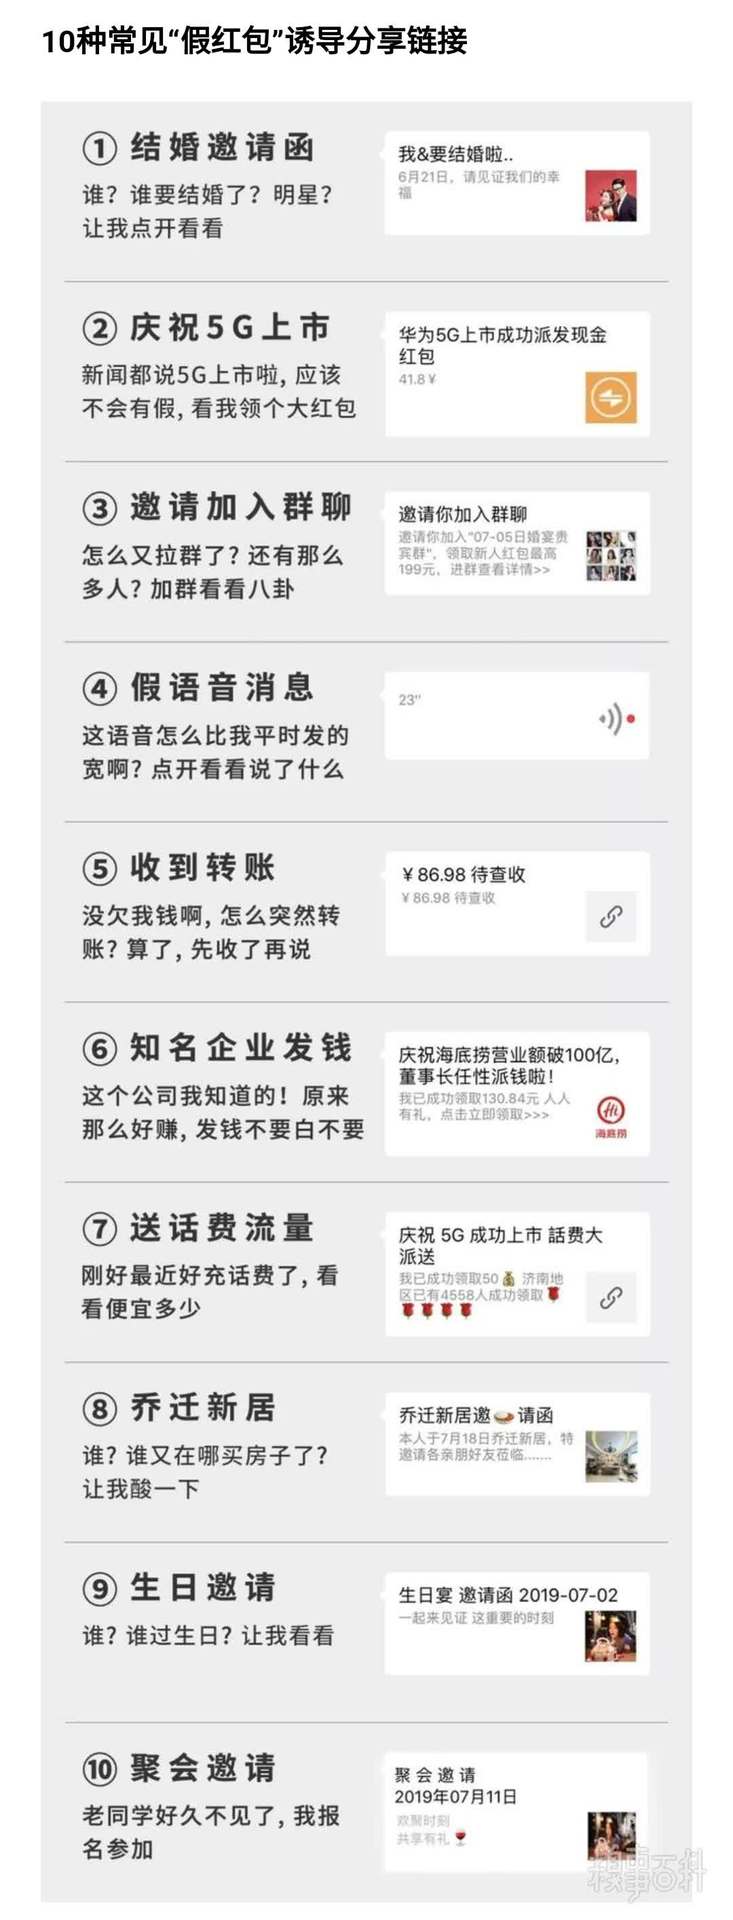 10种常见“假红包”诱导分享链接
① 结婚邀请函
谁？谁要结婚了？明星？
让我点开看看
我&要结婚啦..
6月21日，请见证我们的幸
福
② 庆祝5G上市
新闻都说5G上市啦, 应该
不会有假, 看我领个大红包
华为5G上市成功派发现金
红包
41.8￥
③ 邀请加入群聊
怎么又拉群了? 还有那么
多人? 加群看看八卦
邀请你加入群聊
邀请你加入"07-05日婚宴贵
宾群"，领取新人红包最高
199元，进群查看详情>>
④ 假语音消息
这语音怎么比我平时发的
宽啊? 点开看看说了什么
23"
⑤ 收到转账
没欠我钱啊, 怎么突然转
账? 算了, 先收了再说
￥86.98 待查收
￥86.98 待查收
⑥ 知名企业发钱
这个公司我知道的！原来
那么好赚, 发钱不要白不要
庆祝海底捞营业额破100亿,
董事长任性派钱啦！
我已成功领取130.84元 人人
有礼，点击立即领取>>>
Hi
海底捞
⑦ 送话费流量
刚好最近好充话费了, 看
看便宜多少
庆祝 5G 成功上市 話费大
派送
我已成功领取50💰 济南地
区已有4558人成功领取🌹
🌹🌹🌹🌹
⑧ 乔迁新居
谁? 谁又在哪买房子了?
让我酸一下
乔迁新居邀🍛请函
本人于7月18日乔迁新居，特
邀请各亲朋好友莅临.......
⑨ 生日邀请
谁? 谁过生日? 让我看看
生日宴 邀请函 2019-07-02
一起来见证 这重要的时刻
⑩ 聚会邀请
老同学好久不见了, 我报
名参加
聚 会 邀 请
2019年07月11日
欢聚时刻
共享有礼🍷
糗事百科